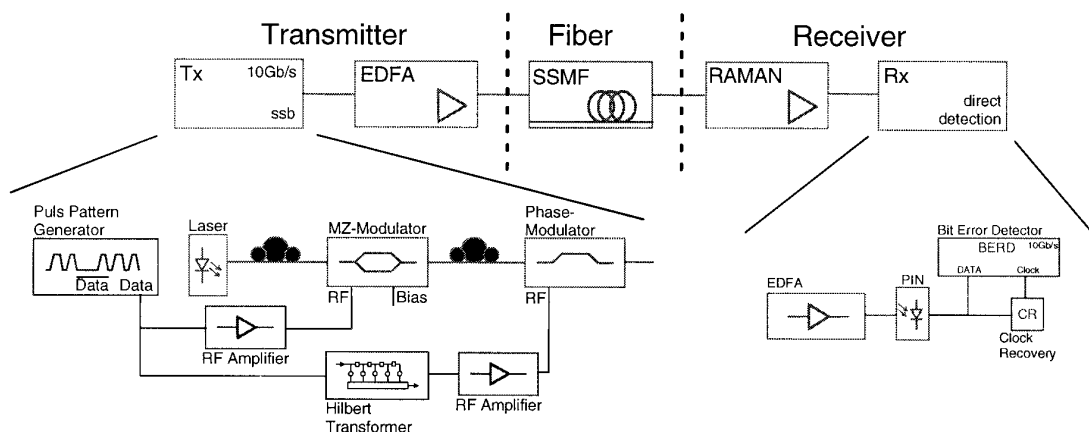 Transmitter
Fiber
Receiver
Tx 10Gb/s
ssb
EDFA
SSMF
RAMAN
Rx
direct
detection
Puls Pattern
Generator
Data Data
Laser
MZ-Modulator
RF
Bias
Phase-
Modulator
RF
RF Amplifier
Hilbert
Transformer
RF Amplifier
Bit Error Detector
BERD 10Gb/s
DATA Clock
EDFA
PIN
CR
Clock
Recovery